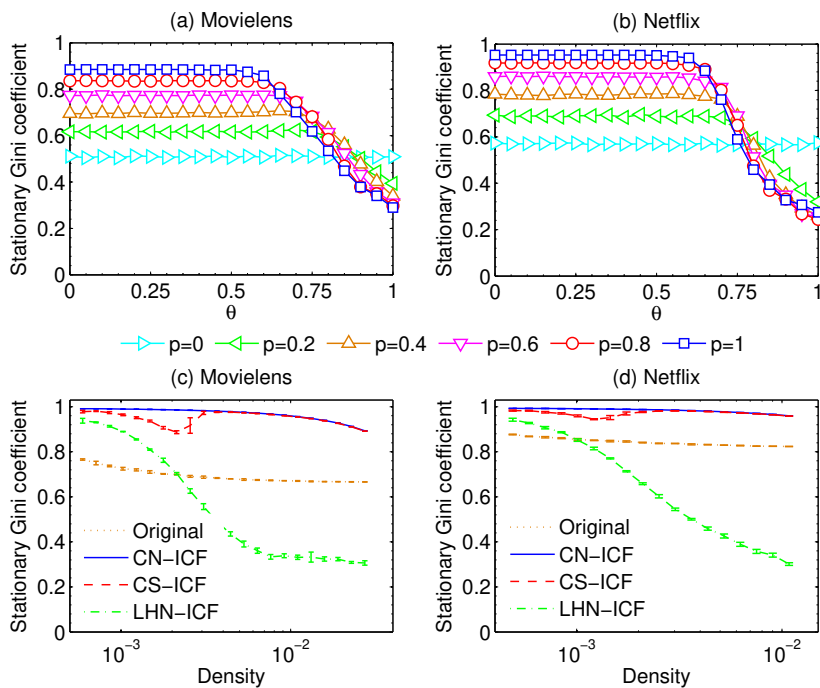 (a) Movielens
Stationary Gini coefficient
1
0.8
0.6
0.4
0.2
0
0 0.25 0.5 0.75 1
θ
(b) Netflix
Stationary Gini coefficient
1
0.8
0.6
0.4
0.2
0
0 0.25 0.5 0.75 1
θ
p=0 p=0.2 p=0.4 p=0.6 p=0.8 p=1
(c) Movielens
Stationary Gini coefficient
1
0.8
0.6
0.4
0.2
0
Original
CN−ICF
CS−ICF
LHN−ICF
10⁻³ 10⁻²
Density
(d) Netflix
Stationary Gini coefficient
1
0.8
0.6
0.4
0.2
0
Original
CN−ICF
CS−ICF
LHN−ICF
10⁻³ 10⁻²
Density